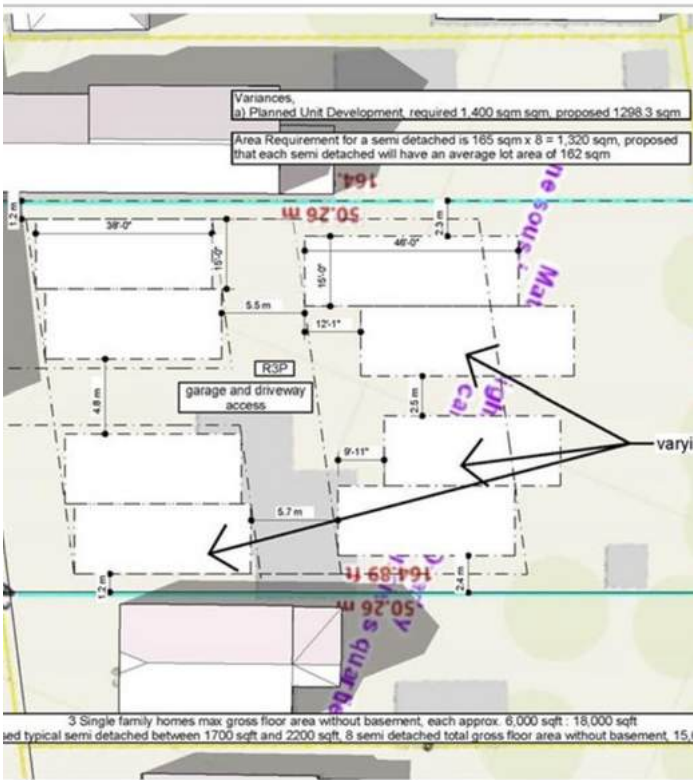 Variances,
a) Planned Unit Development, required 1,400 sqm sqm, proposed 1298.3 sqm
Area Requirement for a semi detached is 165 sqm x 8 = 1,320 sqm, proposed
that each semi detached will have an average lot area of 162 sqm
164.
50.26 m
1.2 m
2.3 m
38'-0"
46'-0"
15'-0"
15'-0"
5.5 m
12'-1"
R3P
garage and driveway
access
4.8 m
2.5 m
varyi
9'-11"
5.7 m
164.89 ft
50.26 m
1.2 m
2.4 m
3 Single family homes max gross floor area without basement, each approx. 6,000 sqft : 18,000 sqft
sed typical semi detached between 1700 sqft and 2200 sqft, 8 semi detached total gross floor area without basement, 15,